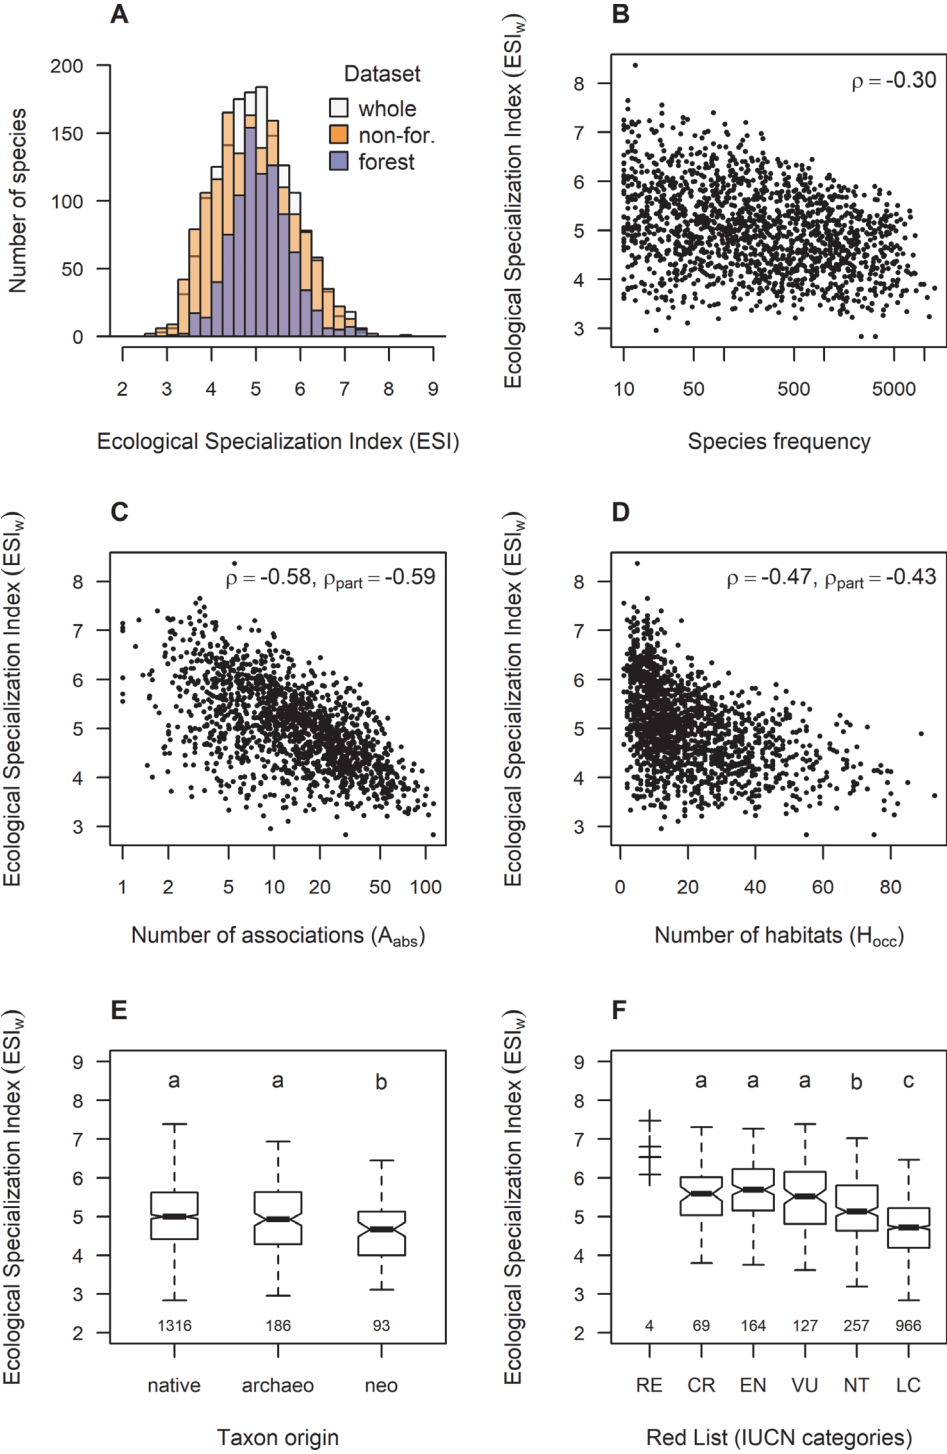 A
Number of species
200
150
100
50
0
Dataset
whole
non-for.
forest
2 3 4 5 6 7 8 9
Ecological Specialization Index (ESI)
B
Ecological Specialization Index (ESIw)
8
7
6
5
4
3
ρ = -0.30
10 50 500 5000
Species frequency
C
Ecological Specialization Index (ESIw)
8
7
6
5
4
3
ρ = -0.58, ρpart = -0.59
1 2 5 10 20 50 100
Number of associations (Aabs)
D
Ecological Specialization Index (ESIw)
8
7
6
5
4
3
ρ = -0.47, ρpart = -0.43
0 20 40 60 80
Number of habitats (Hocc)
E
Ecological Specialization Index (ESIw)
9
8
7
6
5
4
3
2
a a b
1316 186 93
native archaeo neo
Taxon origin
F
Ecological Specialization Index (ESIw)
9
8
7
6
5
4
3
2
a a a b c
4 69 164 127 257 966
RE CR EN VU NT LC
Red List (IUCN categories)